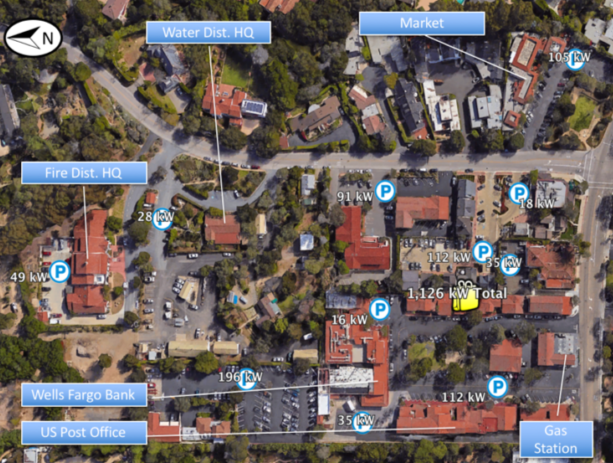 Water Dist. HQ
Market
N
105 kW
Fire Dist. HQ
P
91 kW
P
P
18 kW
28 kW
P
112 kW
P
35 kW
P
49 kW
P
1,126 kW Total
16 kW
P
196 kW
P
Wells Fargo Bank
112 kW
P
35 kW
P
US Post Office
Gas
Station